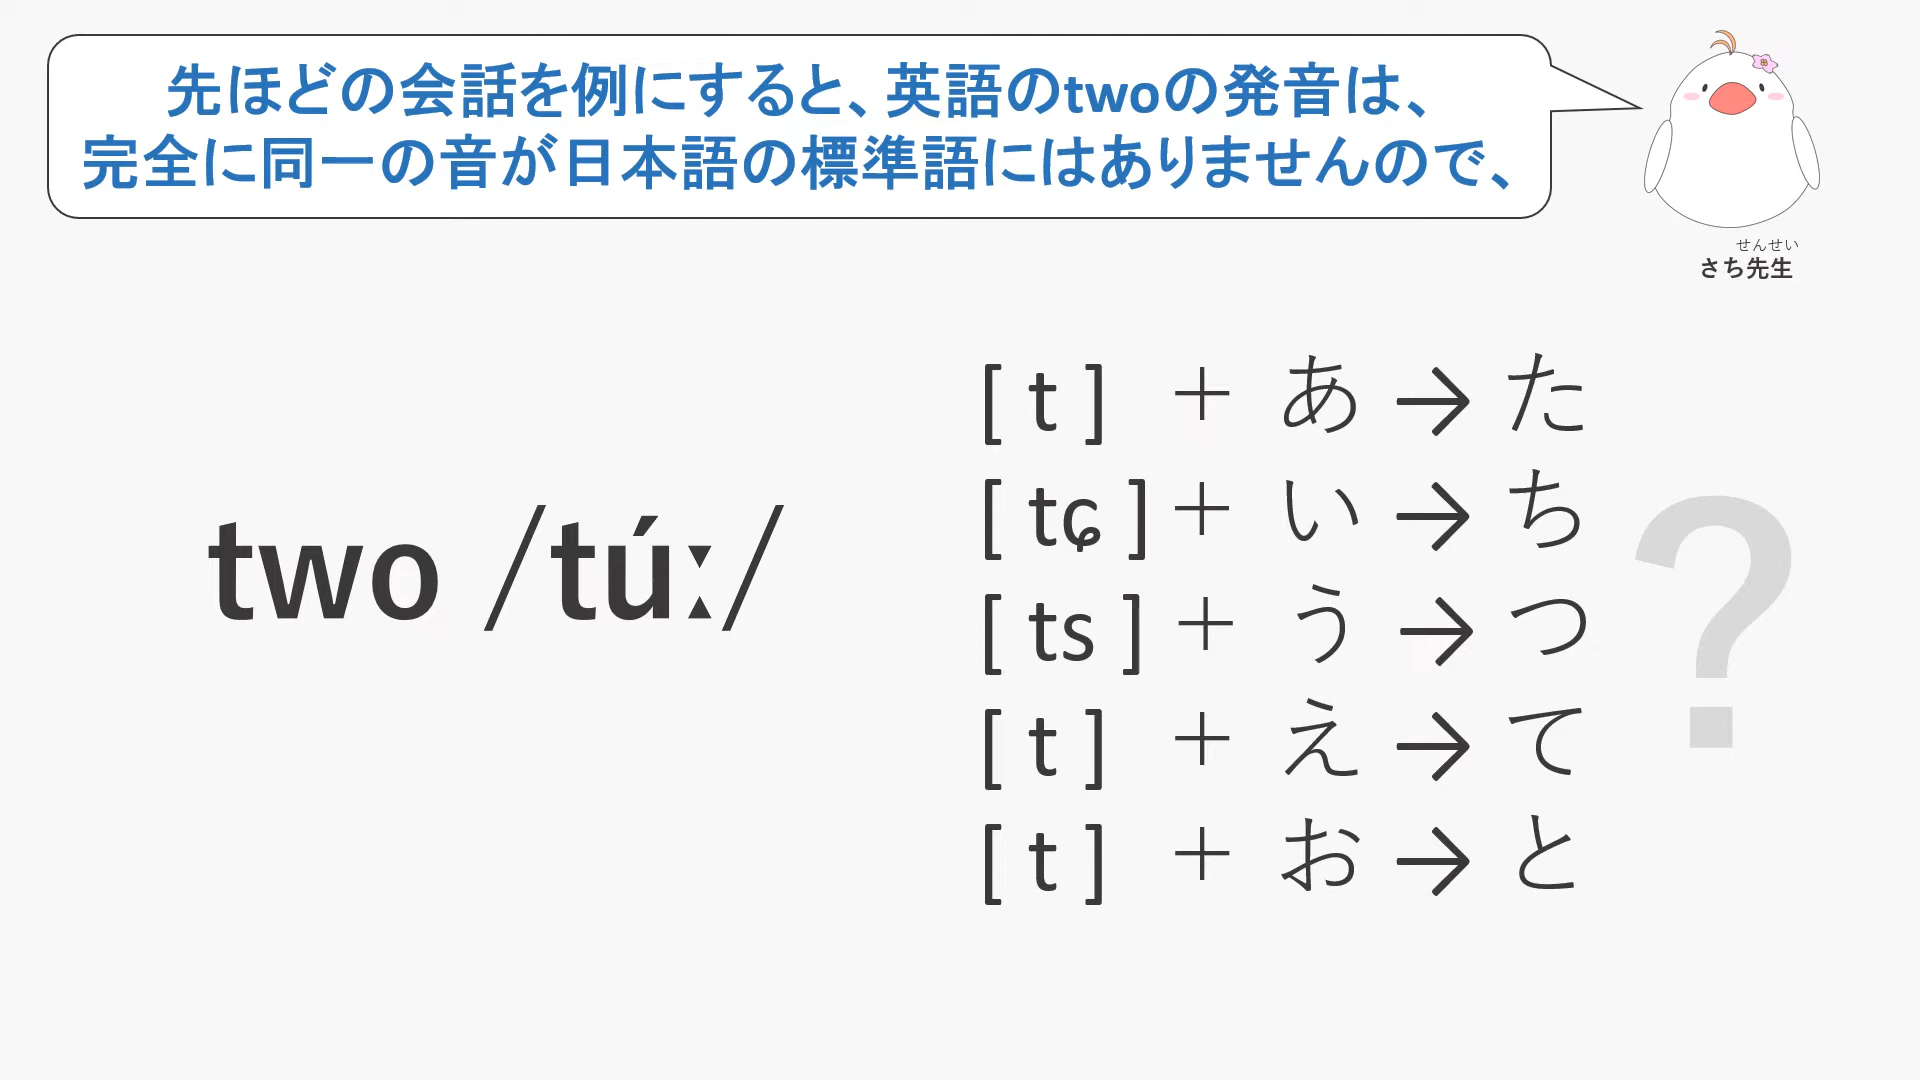 先ほどの会話を例にすると、英語のtwoの発音は、
完全に同一の音が日本語の標準語にはありませんので、
せんせい
さち先生
two /túː/
[ t ] + あ → た
[ tɕ ] + い → ち
[ ts ] + う → つ
[ t ] + え → て
[ t ] + お → と
?